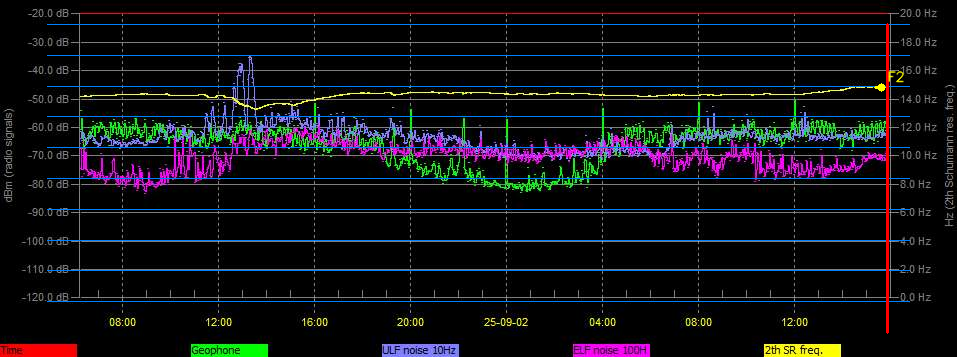 -20.0 dB 20.0 Hz
-30.0 dB 18.0 Hz
-40.0 dB 16.0 Hz
F2
-50.0 dB 14.0 Hz
-60.0 dB 12.0 Hz
-70.0 dB 10.0 Hz
-80.0 dB 8.0 Hz
-90.0 dB 6.0 Hz
-100.0 dB 4.0 Hz
-110.0 dB 2.0 Hz
-120.0 dB 0.0 Hz
dBm (radio signals)
Hz (2th Schumann res. freq.)
08:00 12:00 16:00 20:00 25-09-02 04:00 08:00 12:00
Time Geophone ULF noise 10Hz ELF noise 100H 2th SR freq.